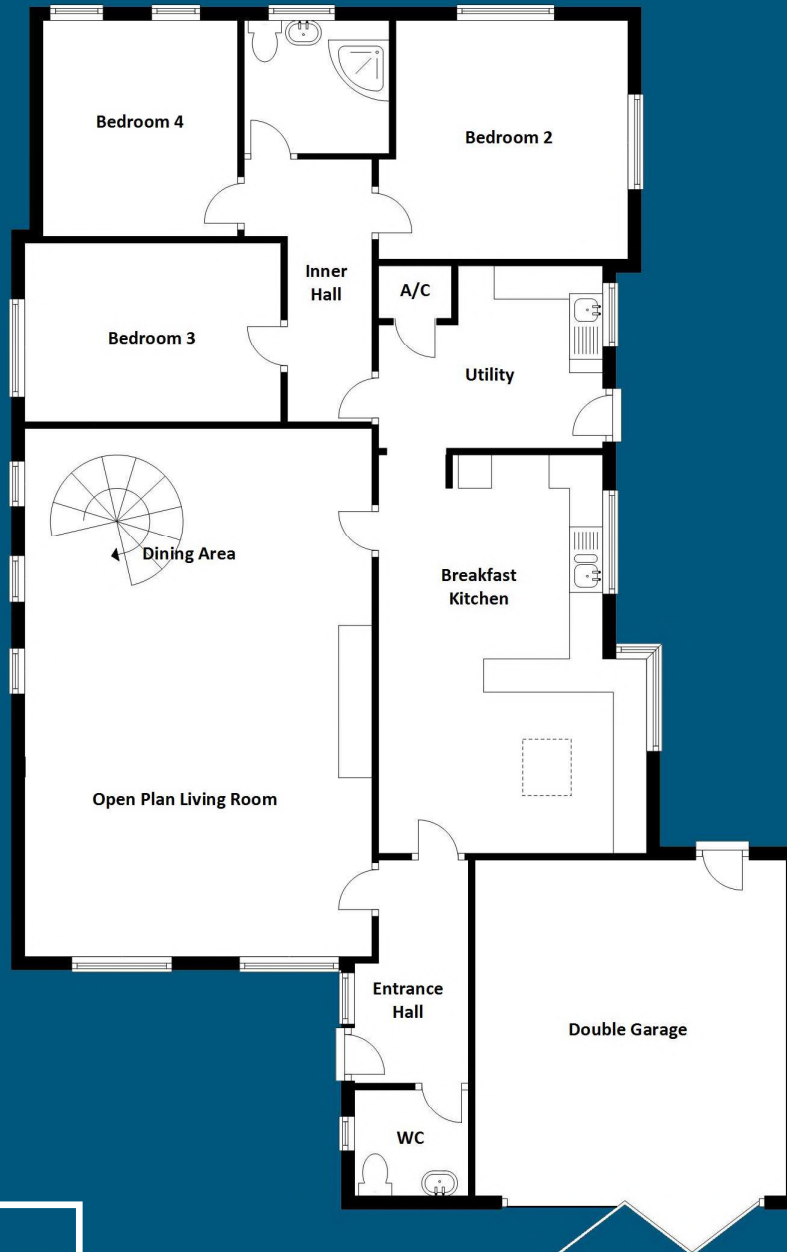 Bedroom 4
Bedroom 2
Inner
Hall
A/C
Bedroom 3
Utility
Dining Area
Breakfast
Kitchen
Open Plan Living Room
Entrance
Hall
Double Garage
WC